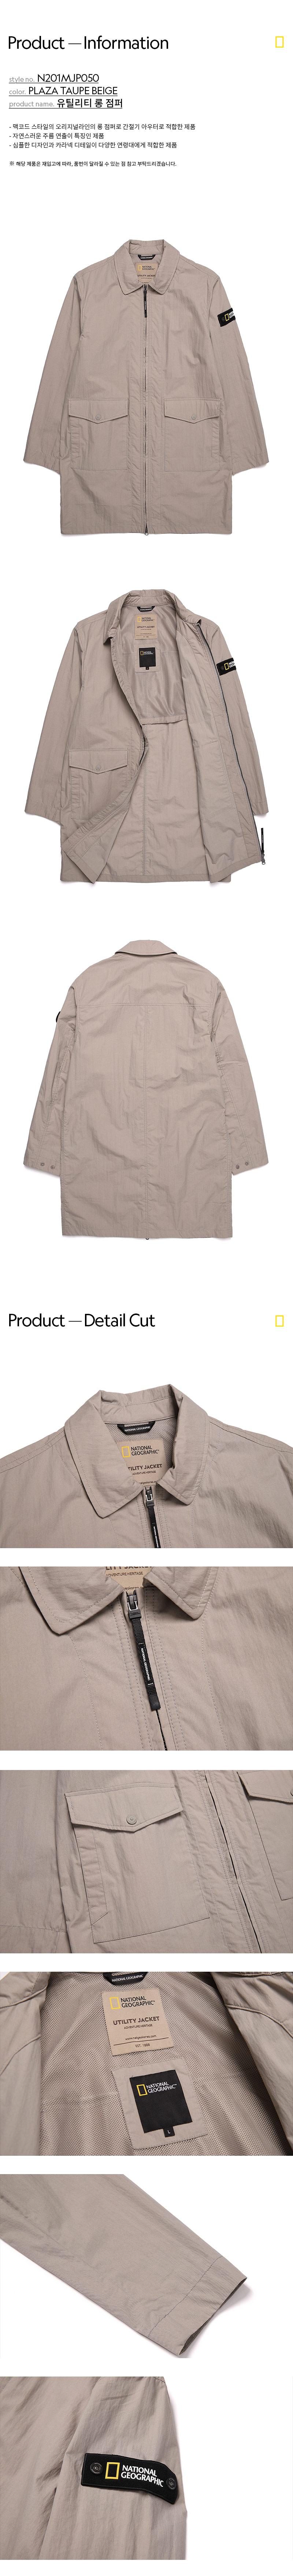 Product — Information
style no. N201MJP050
color. PLAZA TAUPE BEIGE
product name. 유틸리티 롱 점퍼
- 맥코드 스타일의 오리지널라인의 롱 점퍼로 간절기 아우터로 적합한 제품
- 자연스러운 주름 연출이 특징인 제품
- 심플한 디자인과 카라넥 디테일이 다양한 연령대에게 적합한 제품
※ 해당 제품은 재입고에 따라, 품번이 달라질 수 있는 점 참고 부탁드리겠습니다.
Product — Detail Cut
NATIONAL
GEOGRAPHIC
UTILITY JACKET
NATIONAL GEOGRAPHIC
NATIONAL
GEOGRAPHIC
UTILITY JACKET
NATIONAL
GEOGRAPHIC
L
NATIONAL
GEOGRAPHIC